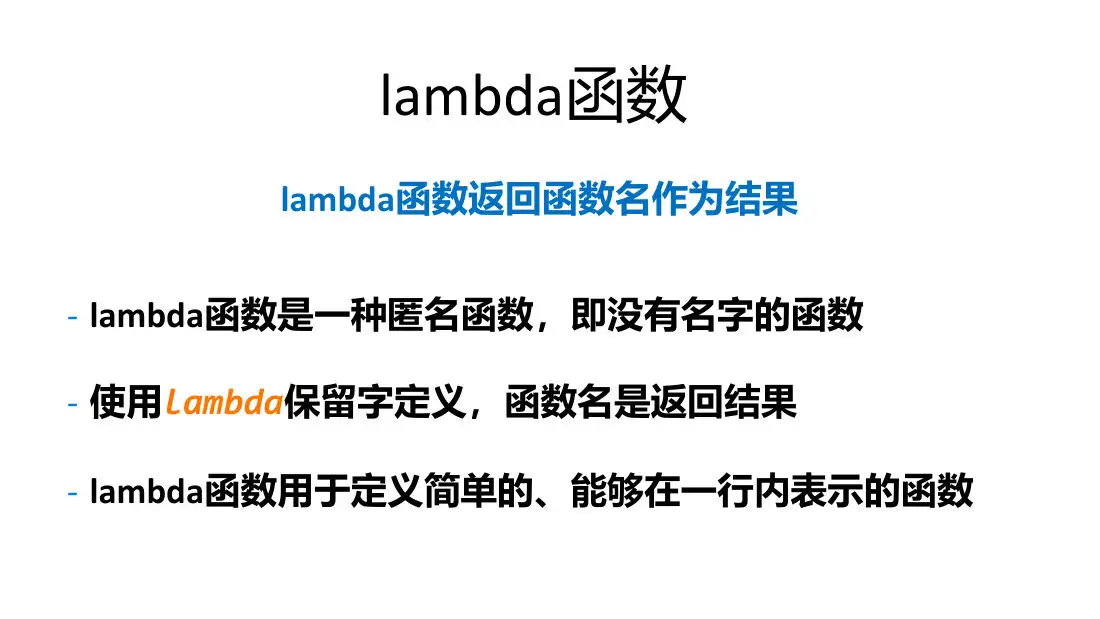 lambda函数
lambda函数返回函数名作为结果
- lambda函数是一种匿名函数，即没有名字的函数
- 使用lambda保留字定义，函数名是返回结果
- lambda函数用于定义简单的、能够在一行内表示的函数